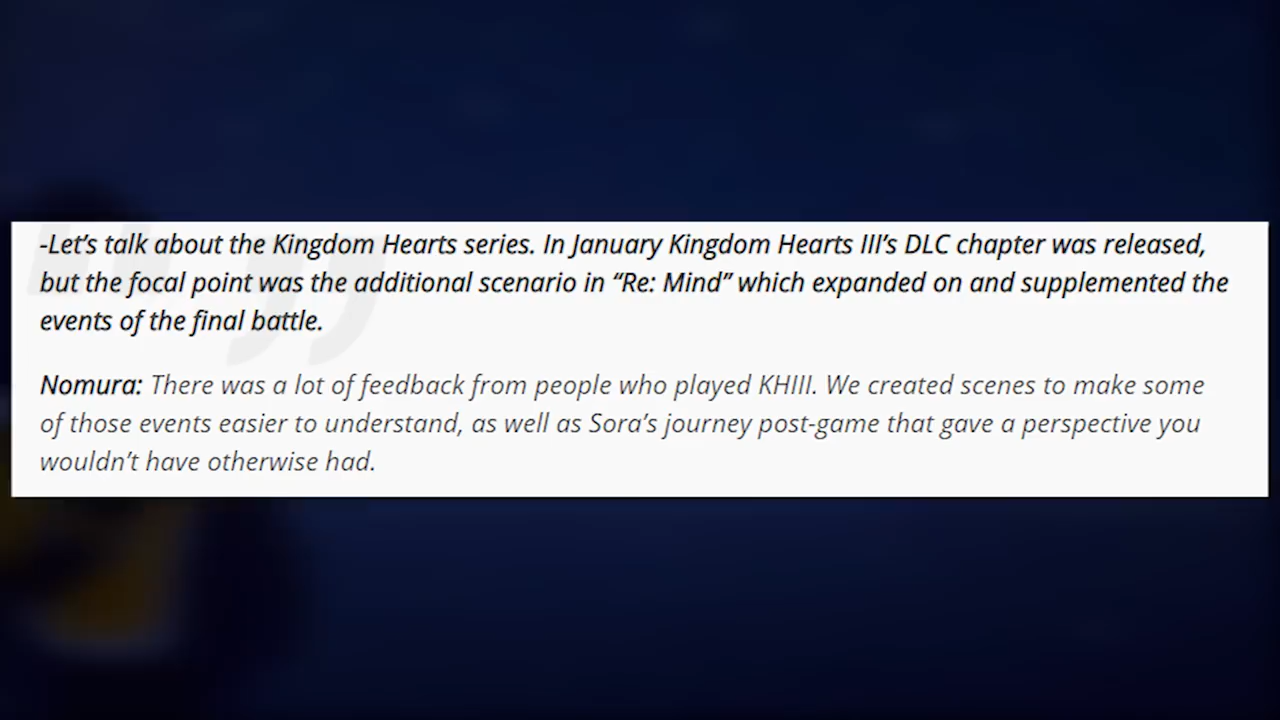 -Let's talk about the Kingdom Hearts series. In January Kingdom Hearts III's DLC chapter was released,
but the focal point was the additional scenario in “Re: Mind” which expanded on and supplemented the
events of the final battle.
Nomura: There was a lot of feedback from people who played KHIII. We created scenes to make some
of those events easier to understand, as well as Sora's journey post-game that gave a perspective you
wouldn't have otherwise had.